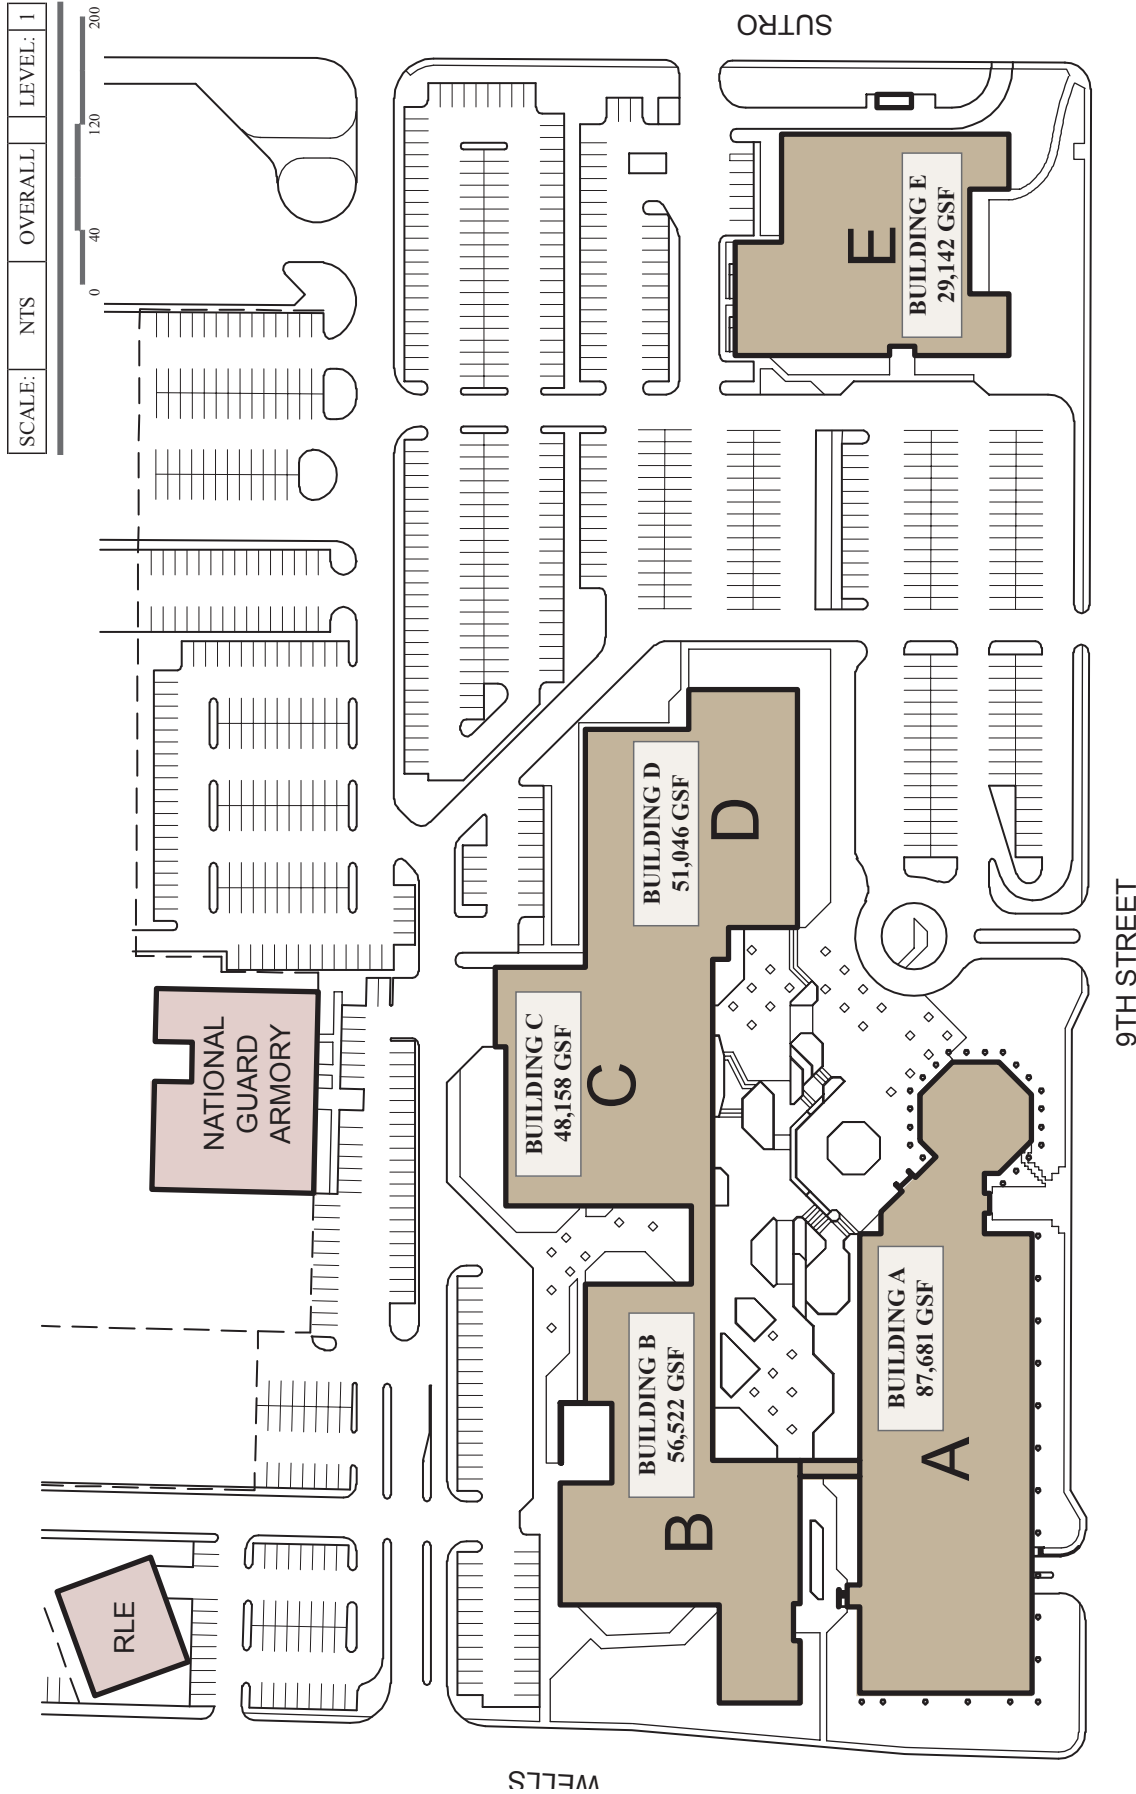 SCALE: NTS OVERALL LEVEL: 1
0 40 120 200
SUTRO
WELLS
9TH STREET
RLE
NATIONAL
GUARD
ARMORY
BUILDING A
87,681 GSF
A
BUILDING B
56,522 GSF
B
BUILDING C
48,158 GSF
C
BUILDING D
51,046 GSF
D
E
BUILDING E
29,142 GSF